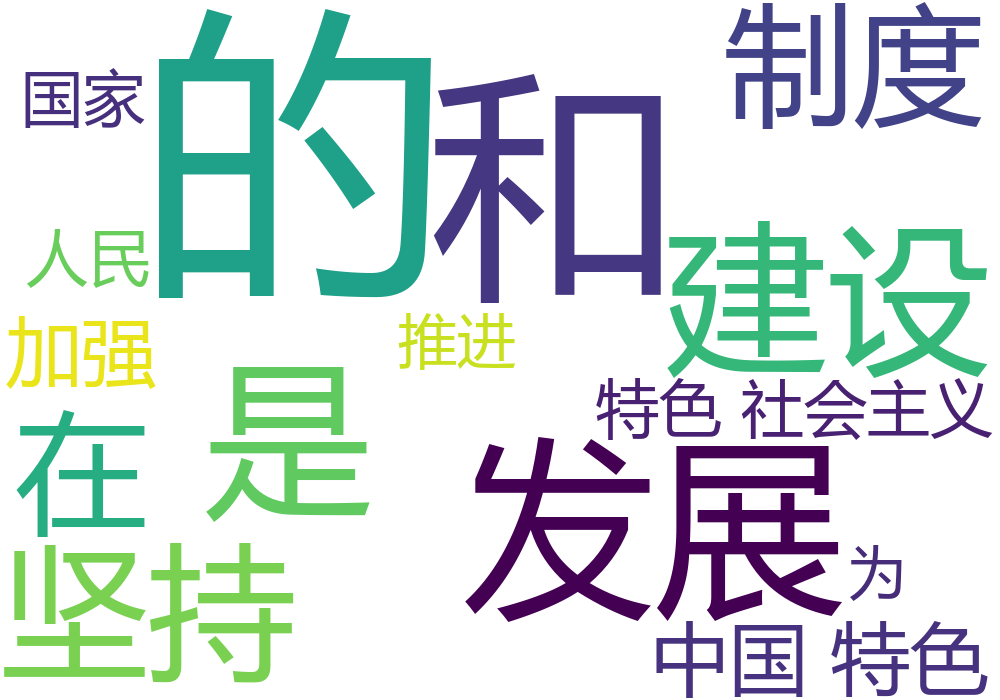 的
和
制度
国家
人民
建设
加强
推进
特色 社会主义
在
是
发展
坚持
为
中国 特色